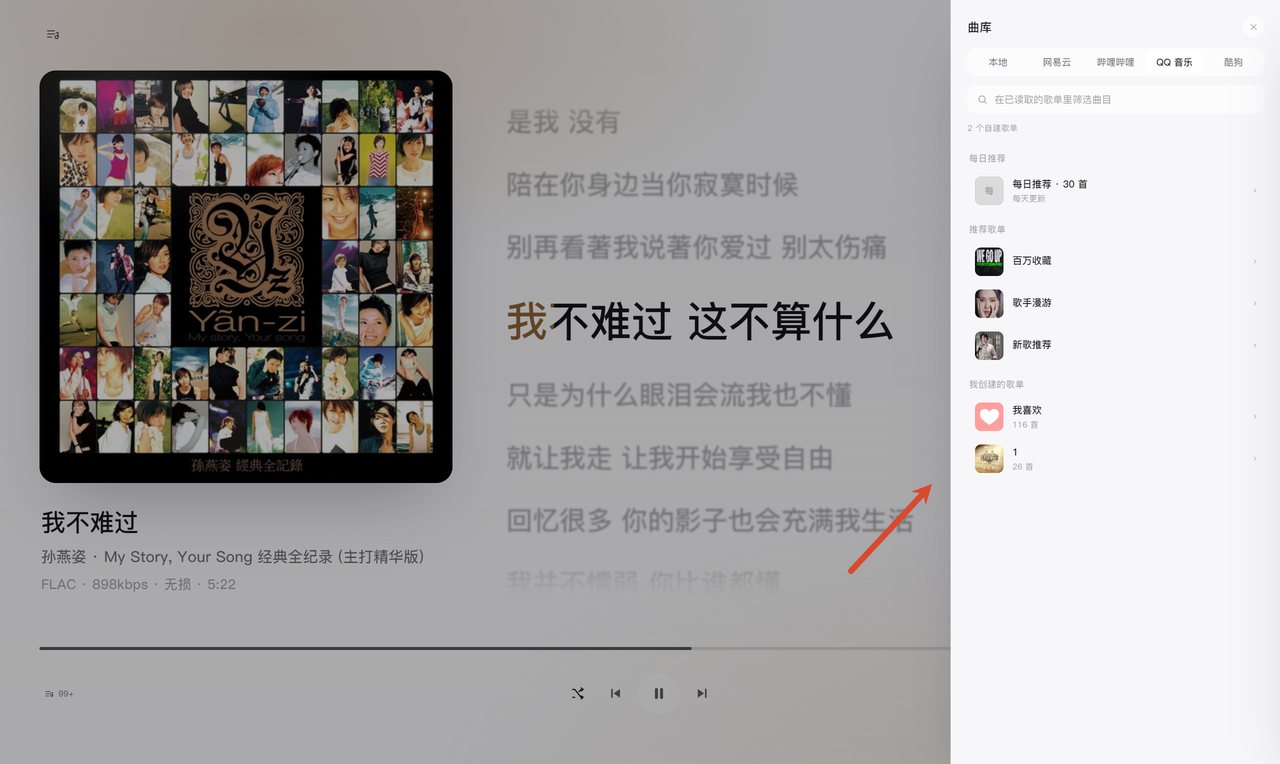 Yãn-zi
My story, Your song
孫燕姿 經典全記錄
我不难过
孙燕姿 · My Story, Your Song 经典全纪录 (主打精华版)
FLAC · 898kbps · 无损 · 5:22
是我 没有
陪在你身边当你寂寞时候
别再看著我说著你爱过 别太伤痛
我不难过 这不算什么
只是为什么眼泪会流我也不懂
就让我走 让我开始享受自由
回忆很多 你的影子也会充满我生活
我并不懦弱 你比谁都懂
99+
曲库
本地 网易云 哔哩哔哩 QQ 音乐 酷狗
在已读取的歌单里筛选曲目
2 个自建歌单
每日推荐
每
每日推荐 · 30 首
每天更新
推荐歌单
WE GO UP
百万收藏
歌手漫游
新歌推荐
我创建的歌单
我喜欢
116 首
1
26 首